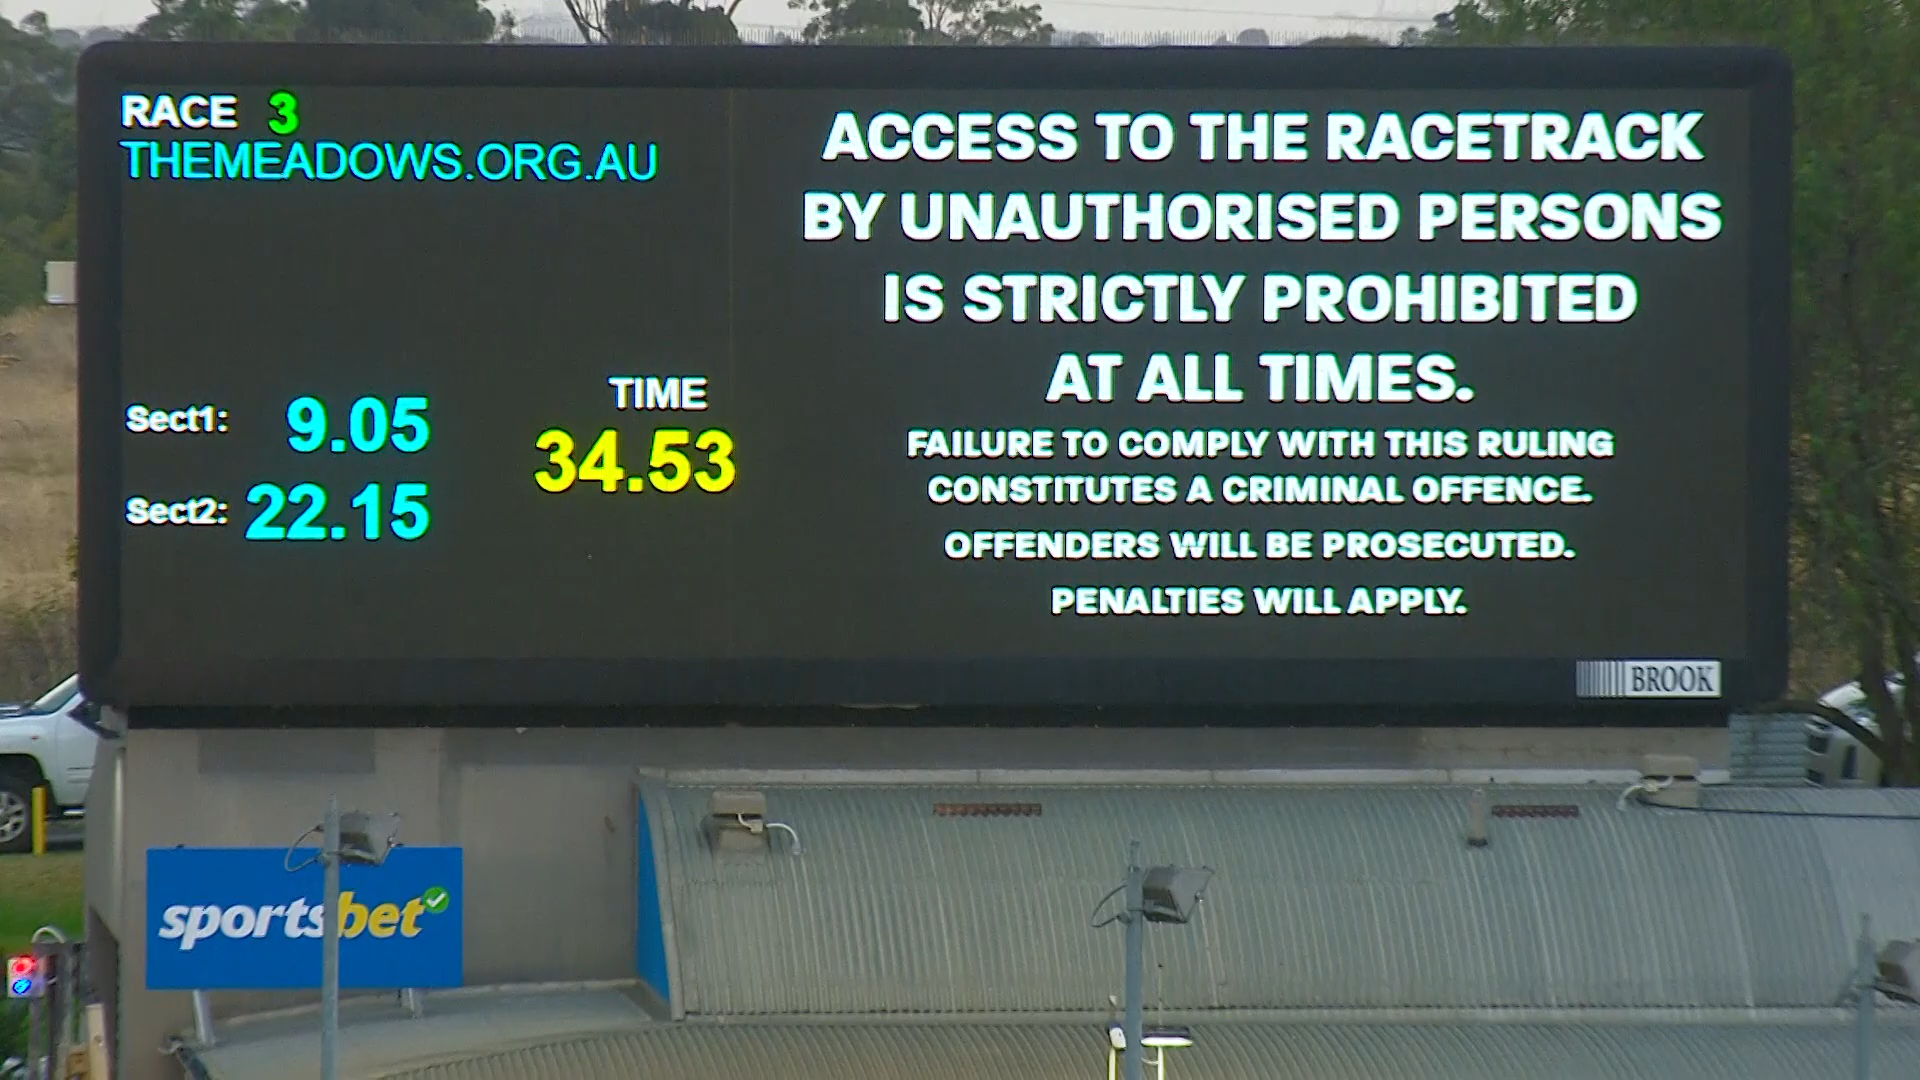 RACE 3
THEMEADOWS.ORG.AU
Sect1: 9.05
Sect2: 22.15
TIME
34.53
ACCESS TO THE RACETRACK
BY UNAUTHORISED PERSONS
IS STRICTLY PROHIBITED
AT ALL TIMES.
FAILURE TO COMPLY WITH THIS RULING
CONSTITUTES A CRIMINAL OFFENCE.
OFFENDERS WILL BE PROSECUTED.
PENALTIES WILL APPLY.
BROOK
sportsbet